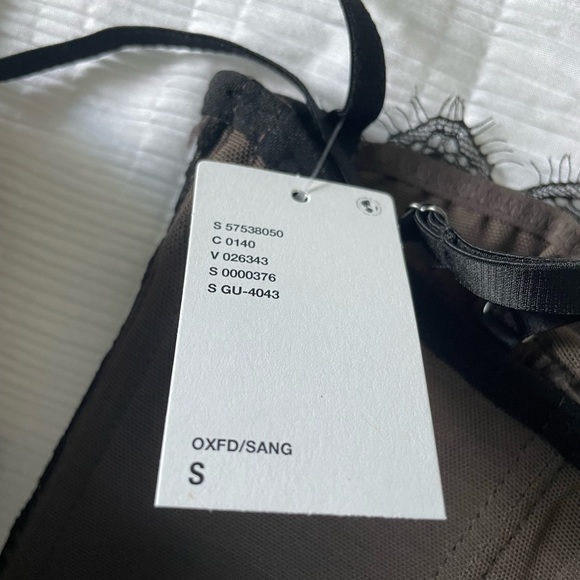 S 57538050
C 0140
V 026343
S 0000376
S GU-4043
OXFD/SANG
S